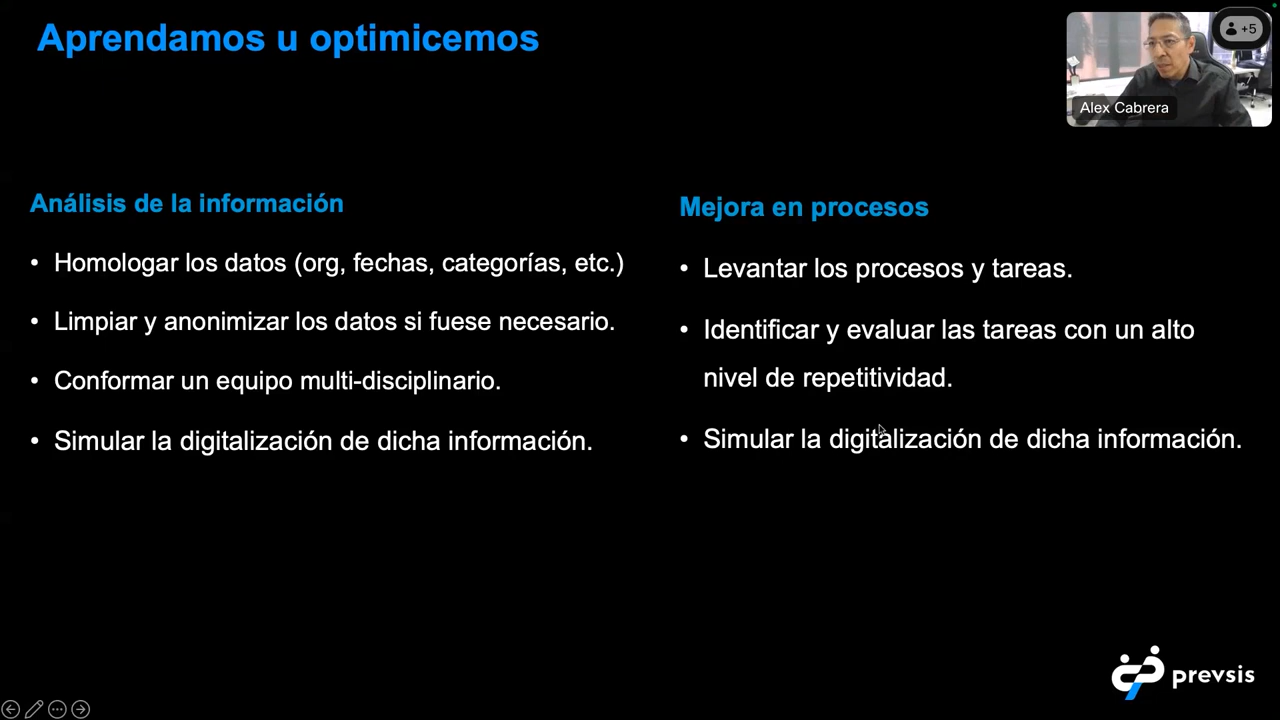 Aprendamos u optimicemos
+5
Alex Cabrera
Análisis de la información
• Homologar los datos (org, fechas, categorías, etc.)
• Limpiar y anonimizar los datos si fuese necesario.
• Conformar un equipo multi-disciplinario.
• Simular la digitalización de dicha información.
Mejora en procesos
• Levantar los procesos y tareas.
• Identificar y evaluar las tareas con un alto
nivel de repetitividad.
• Simular la digitalización de dicha información.
prevsis